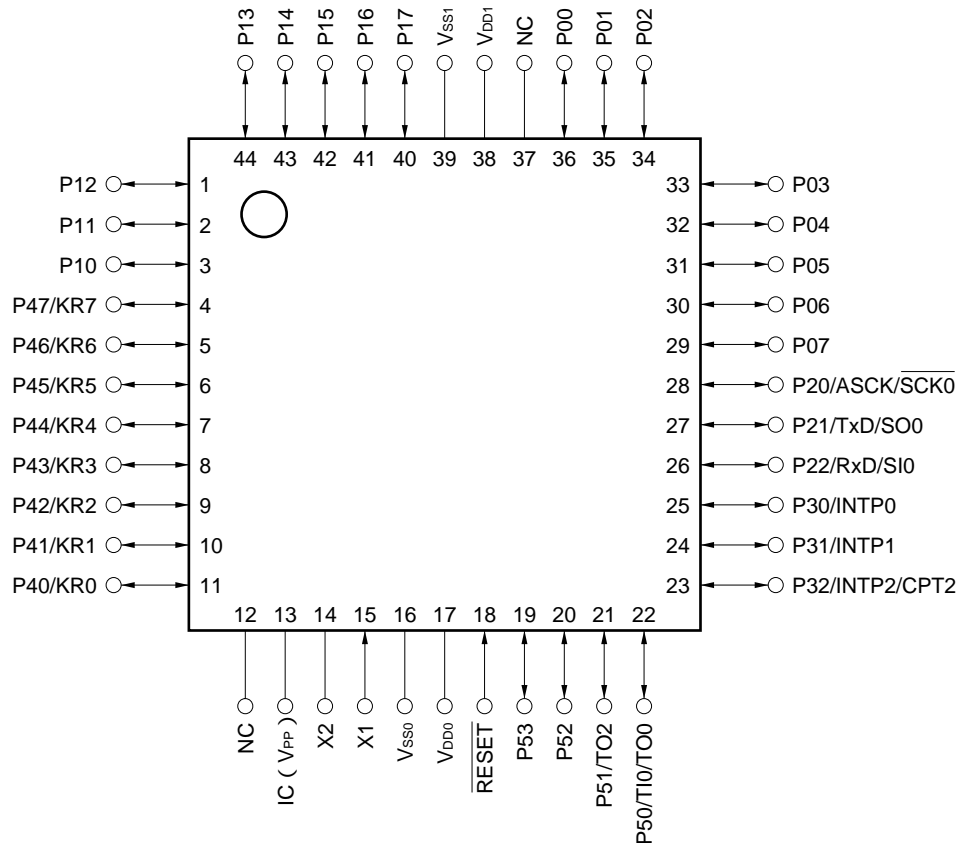 P13 P14 P15 P16 P17 VSS1 VDD1 NC P00 P01 P02
44 43 42 41 40 39 38 37 36 35 34
P12 1 33 P03
P11 2 32 P04
P10 3 31 P05
P47/KR7 4 30 P06
P46/KR6 5 29 P07
P45/KR5 6 28 P20/ASCK/S̅C̅K̅0̅
P44/KR4 7 27 P21/TxD/SO0
P43/KR3 8 26 P22/RxD/SI0
P42/KR2 9 25 P30/INTP0
P41/KR1 10 24 P31/INTP1
P40/KR0 11 23 P32/INTP2/CPT2
12 13 14 15 16 17 18 19 20 21 22
NC IC ( VPP ) X2 X1 VSS0 VDD0 R̅E̅S̅E̅T̅ P53 P52 P51/TO2 P50/TI0/TO0